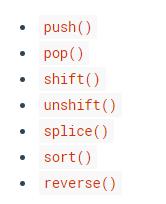 push()
pop()
shift()
unshift()
splice()
sort()
reverse()